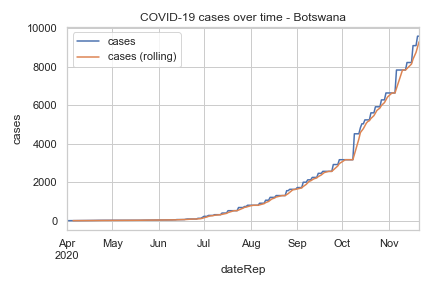 COVID-19 cases over time - Botswana
10000
8000
6000
4000
2000
0
cases
cases
cases (rolling)
Apr
2020
May
Jun
Jul
Aug
Sep
Oct
Nov
dateRep